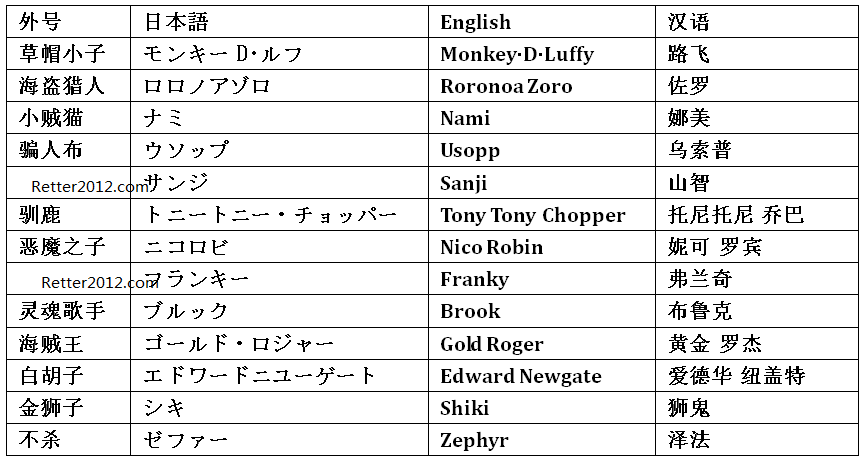 外号 日本語 English 汉语
草帽小子 モンキーD·ルフ Monkey·D·Luffy 路飞
海盗猎人 ロロノアゾロ Roronoa Zoro 佐罗
小贼猫 ナミ Nami 娜美
骗人布 ウソップ Usopp 乌索普
Retter2012.com サンジ Sanji 山智
驯鹿 トニートニー・チョッパー Tony Tony Chopper 托尼托尼 乔巴
恶魔之子 ニコロビ Nico Robin 妮可 罗宾
Retter2012.com フランキー Franky 弗兰奇
灵魂歌手 ブルック Brook 布鲁克
海贼王 ゴールド・ロジャー Gold Roger 黄金 罗杰
白胡子 エドワードニューゲート Edward Newgate 爱德华 纽盖特
金狮子 シキ Shiki 狮鬼
不杀 ゼファー Zephyr 泽法